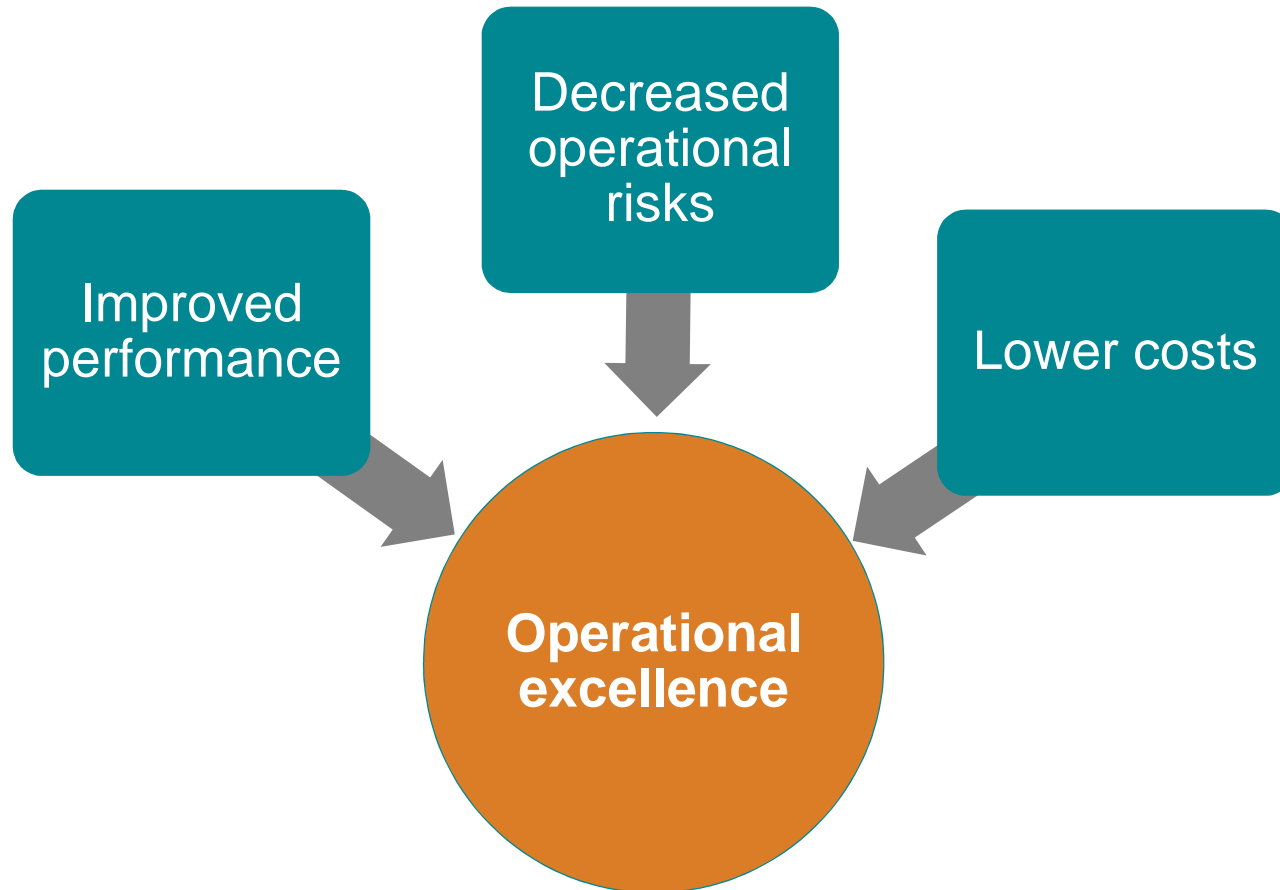 Decreased
operational
risks
Improved
performance
Lower costs
Operational
excellence